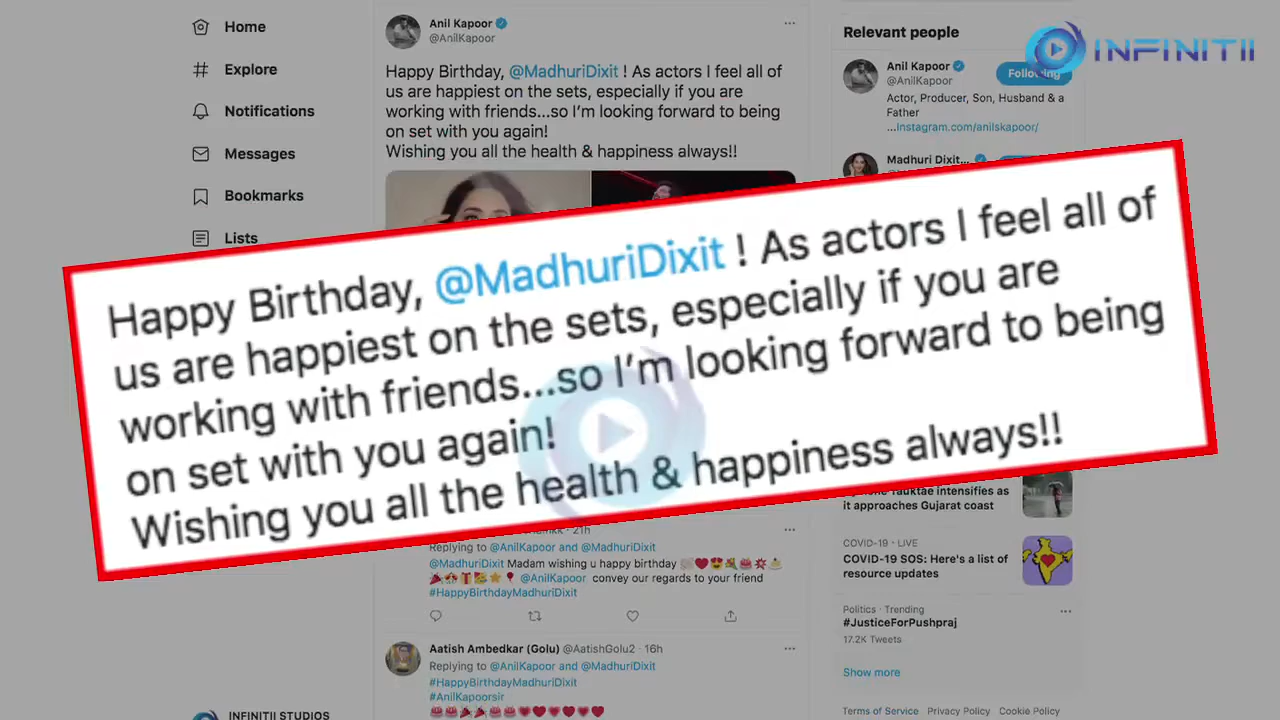 Home
Explore
Notifications
Messages
Bookmarks
Lists
Anil Kapoor
@AnilKapoor
Happy Birthday, @MadhuriDixit ! As actors I feel all of
us are happiest on the sets, especially if you are
working with friends...so I'm looking forward to being
on set with you again!
Wishing you all the health & happiness always!!
Relevant people
INFINITII
Anil Kapoor
@AnilKapoor
Following
Actor, Producer, Son, Husband & a
Father
...instagram.com/anilskapoor/
Madhuri Dixit...
Happy Birthday, @MadhuriDixit ! As actors I feel all of
us are happiest on the sets, especially if you are
working with friends...so I'm looking forward to being
on set with you again!
Wishing you all the health & happiness always!!
21h
Replying to @AnilKapoor and @MadhuriDixit
@MadhuriDixit Madam wishing u happy birthday
@AnilKapoor convey our regards to your friend
#HappyBirthdayMadhuriDixit
Aatish Ambedkar (Golu) @AatishGolu2 · 16h
Replying to @AnilKapoor and @MadhuriDixit
#HappyBirthdayMadhuriDixit
#AnilKapoorsir
Tauktae intensifies as
it approaches Gujarat coast
COVID-19 · LIVE
COVID-19 SOS: Here's a list of
resource updates
Politics · Trending
#JusticeForPushpraj
17.2K Tweets
Show more
Terms of Service Privacy Policy Cookie Policy
INFINITII STUDIOS